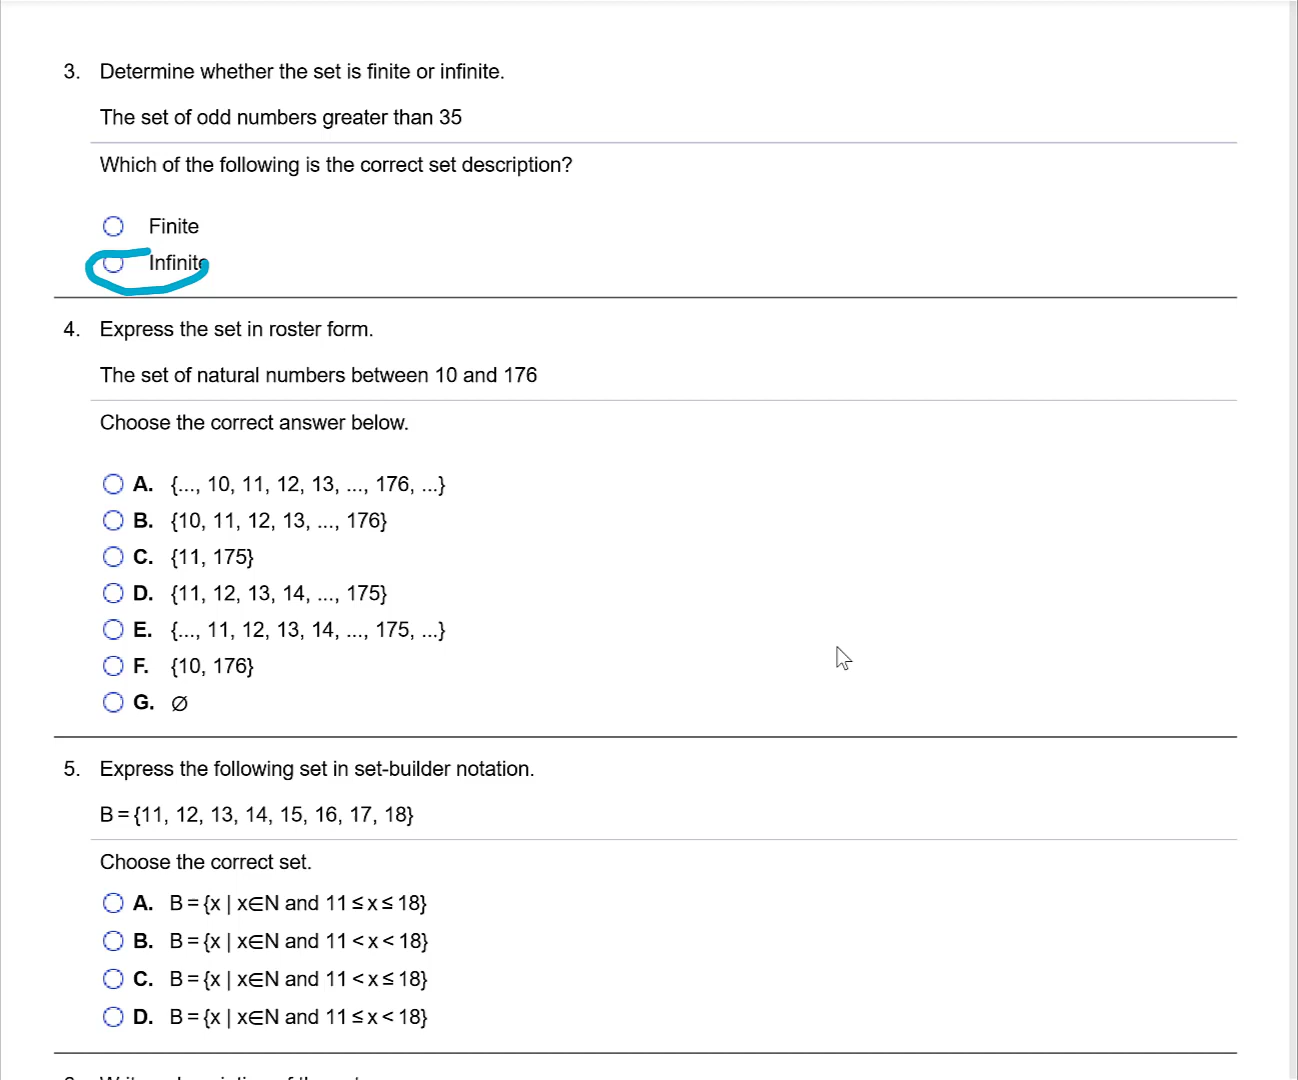 3. Determine whether the set is finite or infinite.
The set of odd numbers greater than 35
Which of the following is the correct set description?
Finite
Infinite
4. Express the set in roster form.
The set of natural numbers between 10 and 176
Choose the correct answer below.
A. {..., 10, 11, 12, 13, ..., 176, ...}
B. {10, 11, 12, 13, ..., 176}
C. {11, 175}
D. {11, 12, 13, 14, ..., 175}
E. {..., 11, 12, 13, 14, ..., 175, ...}
F. {10, 176}
G. ∅
5. Express the following set in set-builder notation.
B = {11, 12, 13, 14, 15, 16, 17, 18}
Choose the correct set.
A. B = {x | x∈N and 11 ≤ x ≤ 18}
B. B = {x | x∈N and 11 < x < 18}
C. B = {x | x∈N and 11 < x ≤ 18}
D. B = {x | x∈N and 11 ≤ x < 18}